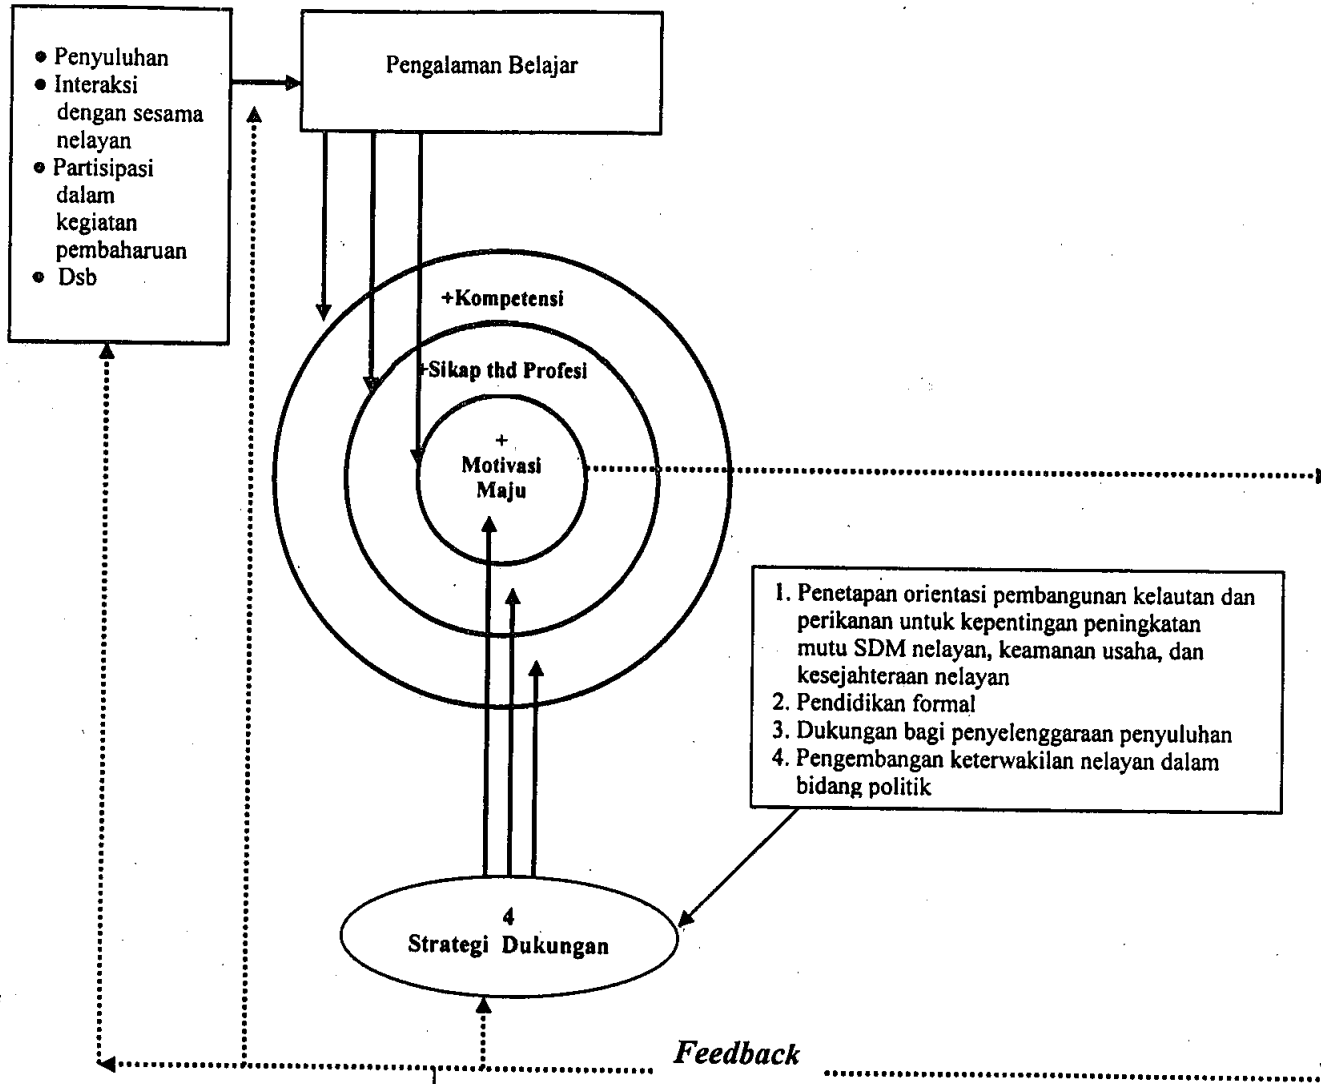 ● Penyuluhan
● Interaksi
dengan sesama
nelayan
● Partisipasi
dalam
kegiatan
pembaharuan
● Dsb
Pengalaman Belajar
+Kompetensi
+Sikap thd Profesi
+
Motivasi
Maju
1. Penetapan orientasi pembangunan kelautan dan
perikanan untuk kepentingan peningkatan
mutu SDM nelayan, keamanan usaha, dan
kesejahteraan nelayan
2. Pendidikan formal
3. Dukungan bagi penyelenggaraan penyuluhan
4. Pengembangan keterwakilan nelayan dalam
bidang politik
4
Strategi Dukungan
Feedback